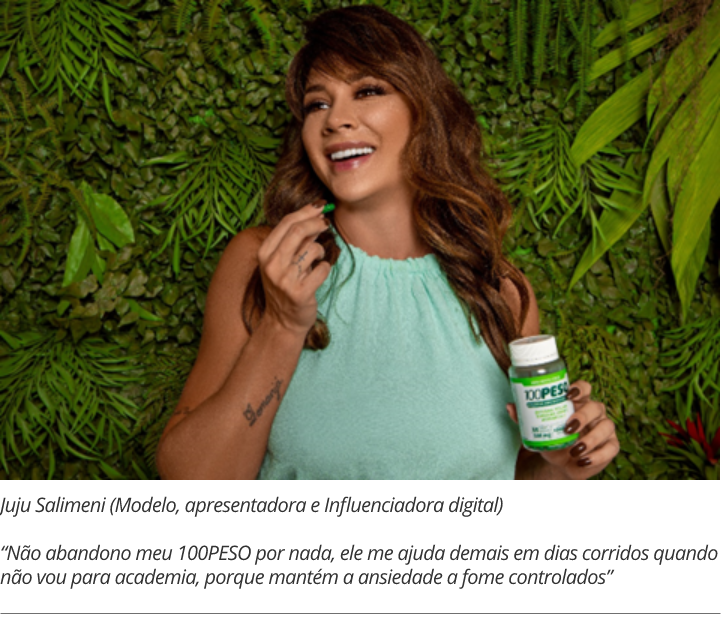 100PESO
Juju Salimeni (Modelo, apresentadora e Influenciadora digital)
“Não abandono meu 100PESO por nada, ele me ajuda demais em dias corridos quando
não vou para academia, porque mantém a ansiedade a fome controlados”